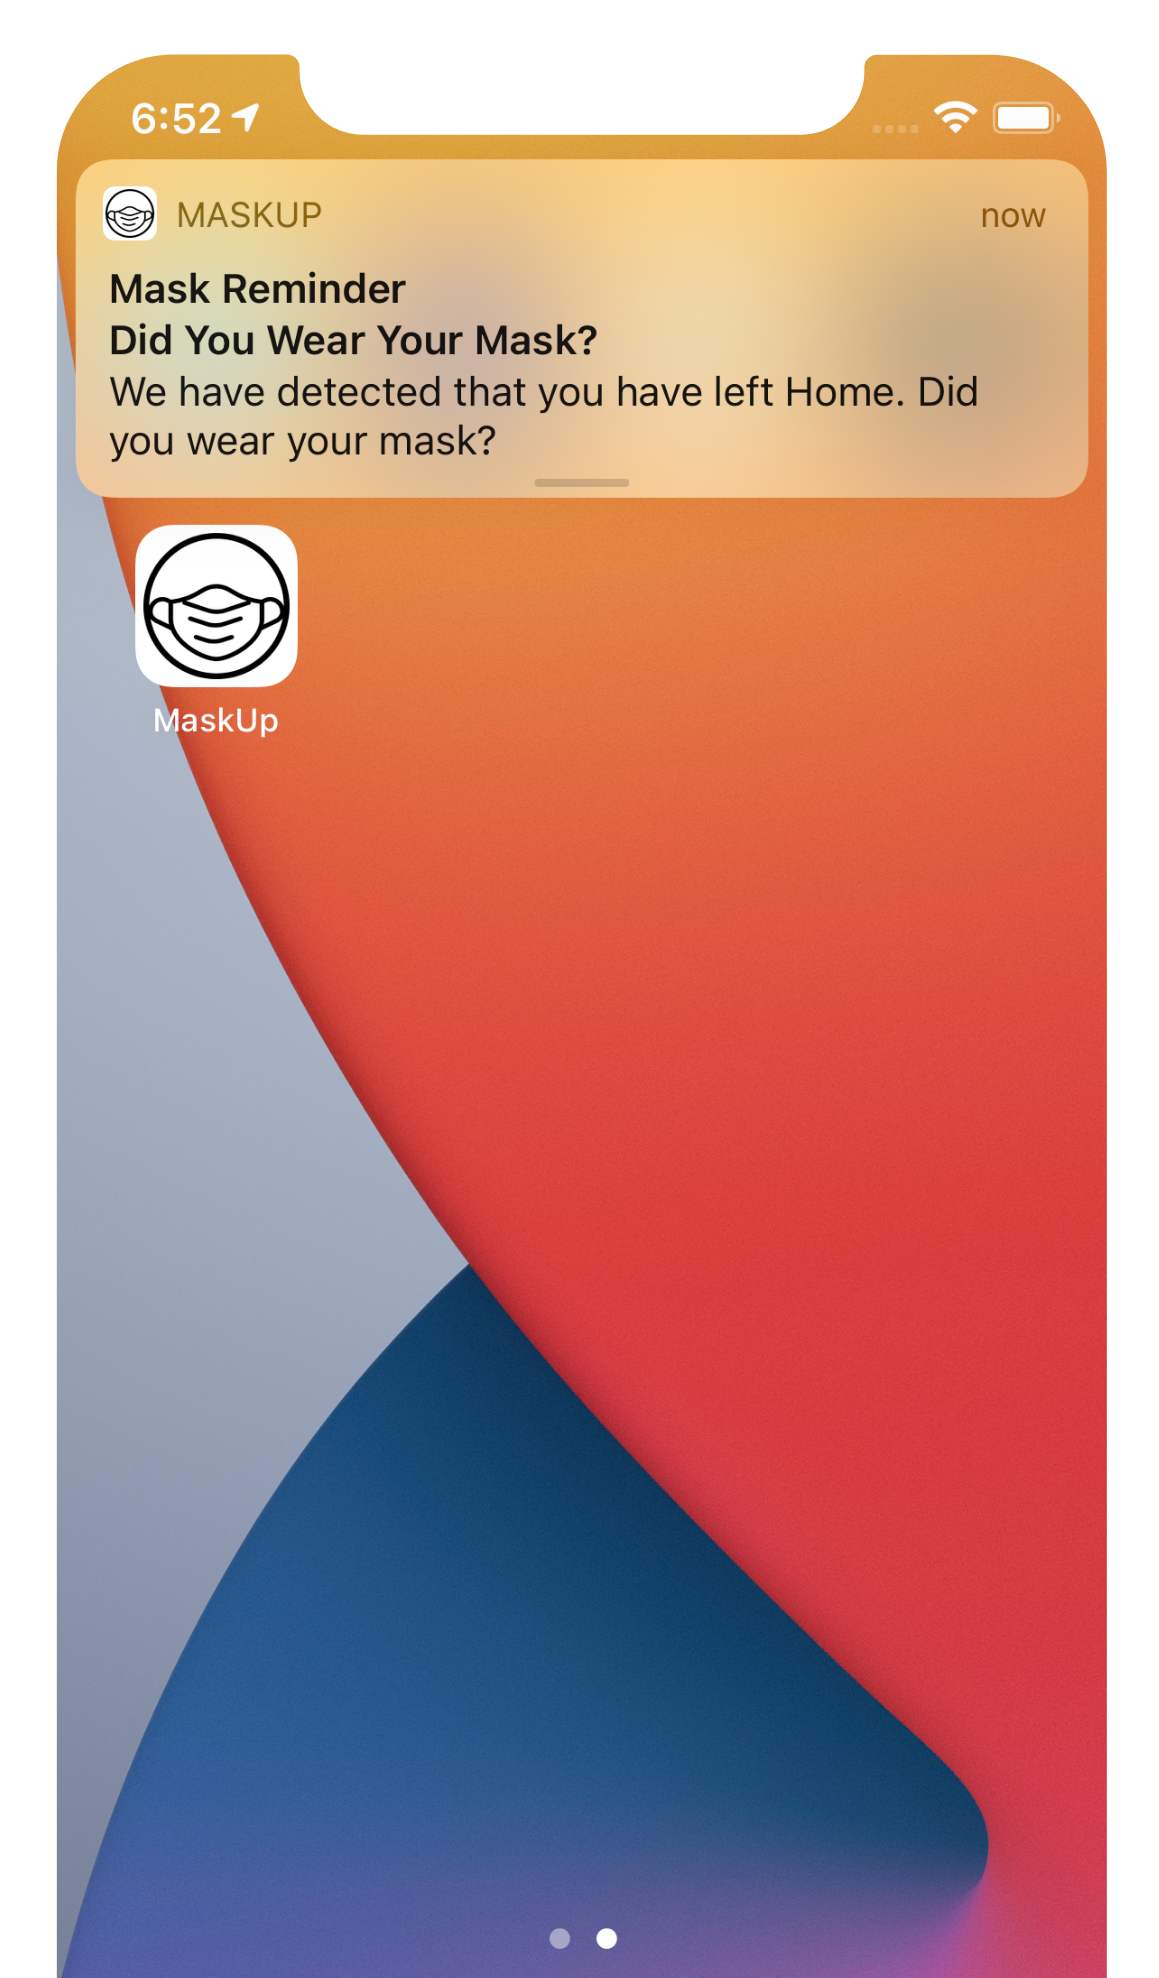 6:52
MASKUP
now
Mask Reminder
Did You Wear Your Mask?
We have detected that you have left Home. Did
you wear your mask?
MaskUp